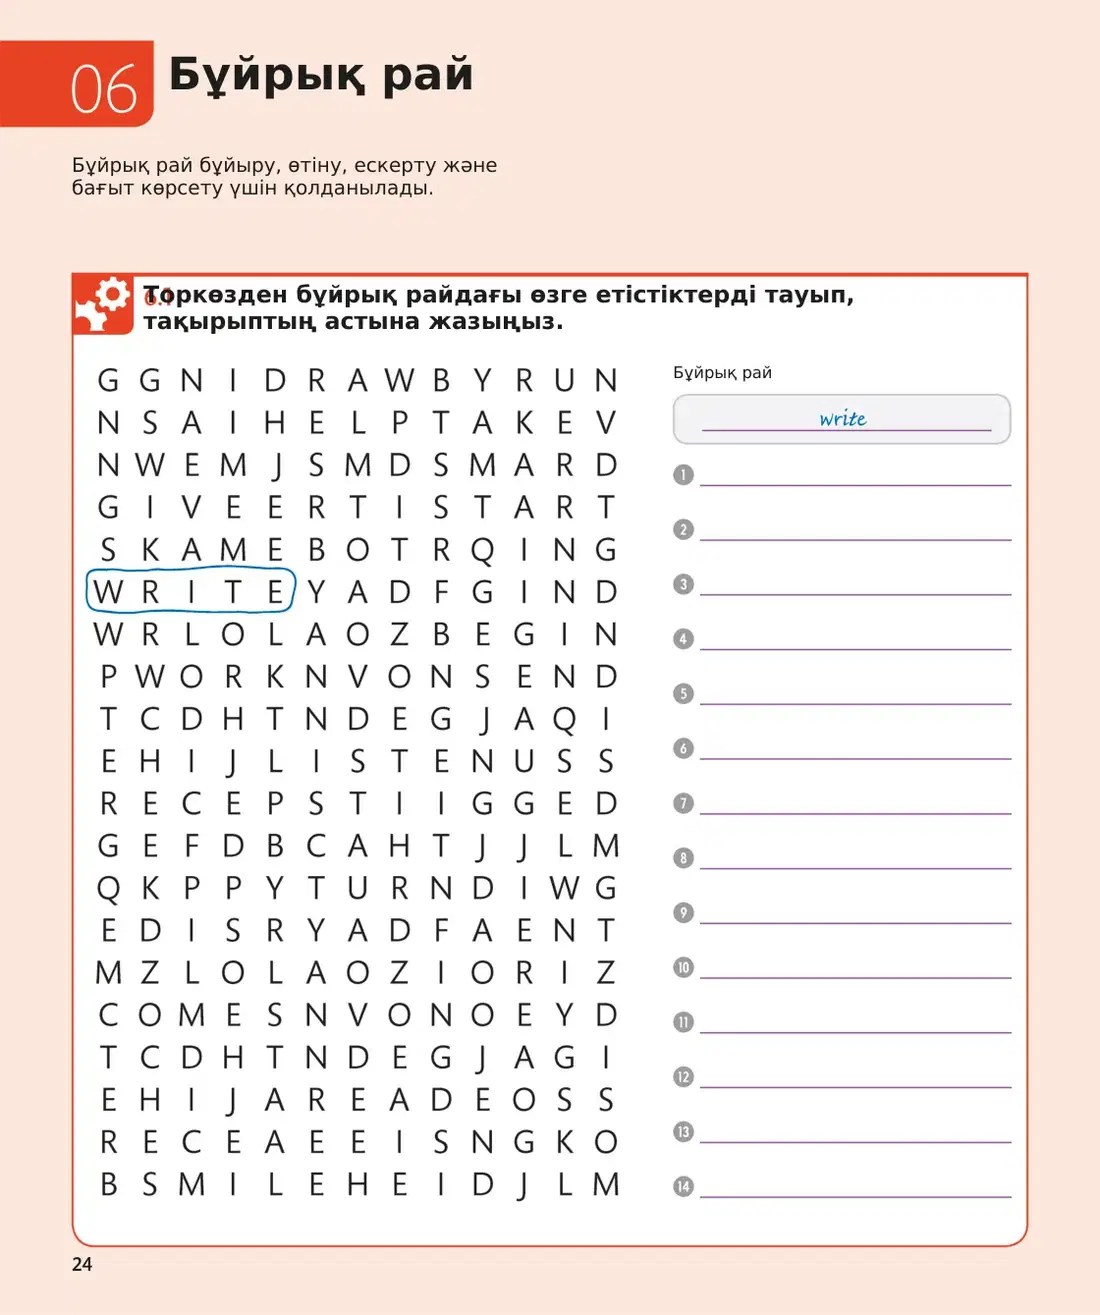 06
Бұйрық рай
Бұйрық рай бұйыру, өтіну, ескерту және
бағыт көрсету үшін қолданылады.
Торкөзден бұйрық райдағы өзге етістіктерді тауып,
тақырыптың астына жазыңыз.
G G N I D R A W B Y R U N
N S A I H E L P T A K E V
N W E M J S M D S M A R D
G I V E E R T I S T A R T
S K A M E B O T R Q I N G
W R I T E Y A D F G I N D
W R L O L A O Z B E G I N
P W O R K N V O N S E N D
T C D H T N D E G J A Q I
E H I J L I S T E N U S S
R E C E P S T I I G G E D
G E F D B C A H T J J L M
Q K P P Y T U R N D I W G
E D I S R Y A D F A E N T
M Z L O L A O Z I O R I Z
C O M E S N V O N O E Y D
T C D H T N D E G J A G I
E H I J A R E A D E O S S
R E C E A E E I S N G K O
B S M I L E H E I D J L M
Бұйрық рай
write
1
2
3
4
5
6
7
8
9
10
11
12
13
14
24